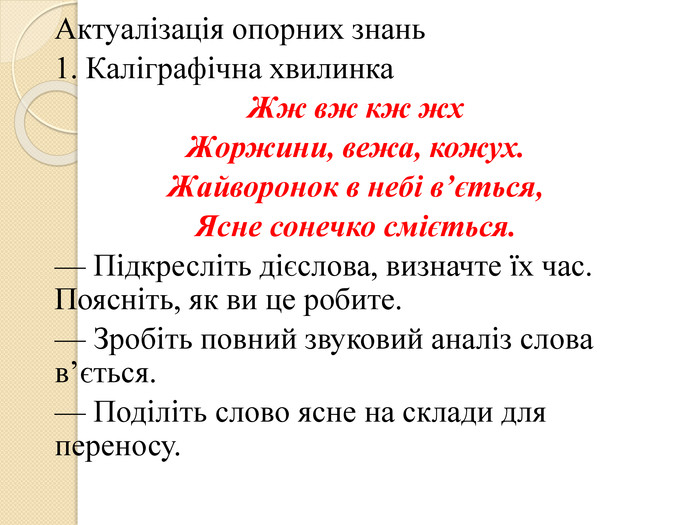 Актуалізація опорних знань
1. Каліграфічна хвилинка
Жж вж кж жх
Жоржини, вежа, кожух.
Жайворонок в небі в’ється,
Ясне сонечко сміється.
— Підкресліть дієслова, визначте їх час.
Поясніть, як ви це робите.
— Зробіть повний звуковий аналіз слова
в’ється.
— Поділіть слово ясне на склади для
переносу.